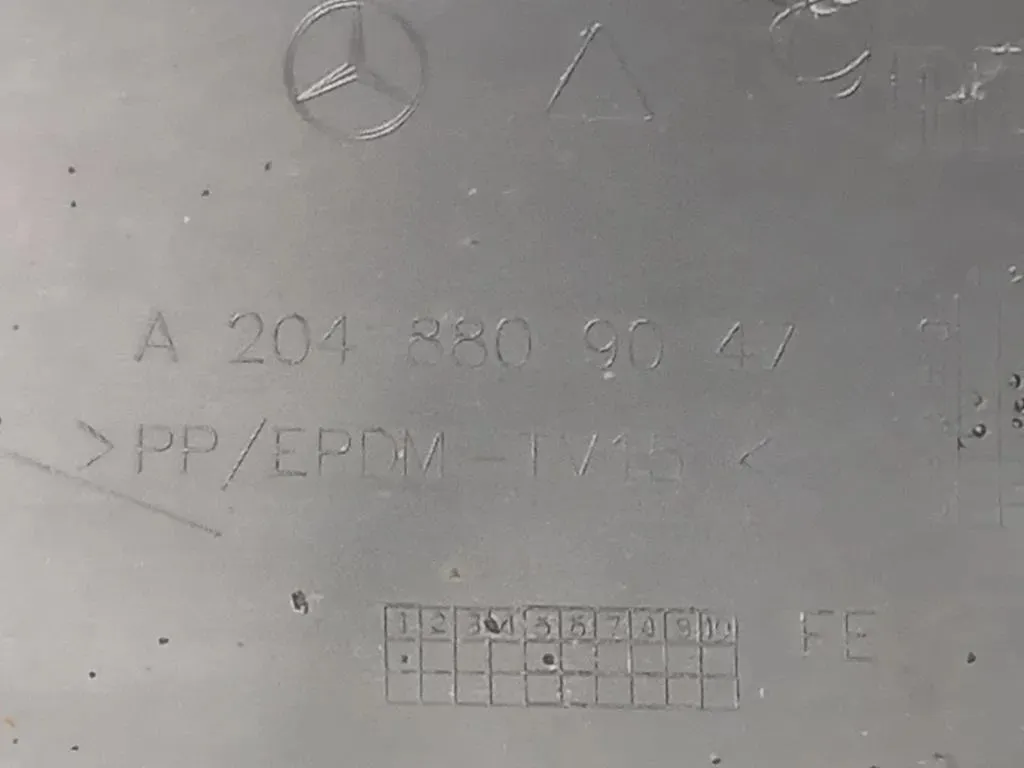 A 204 880 90 47
>PP/EPDM-TV15<
1 2 3 4 5 6 7 8 9 10
FE